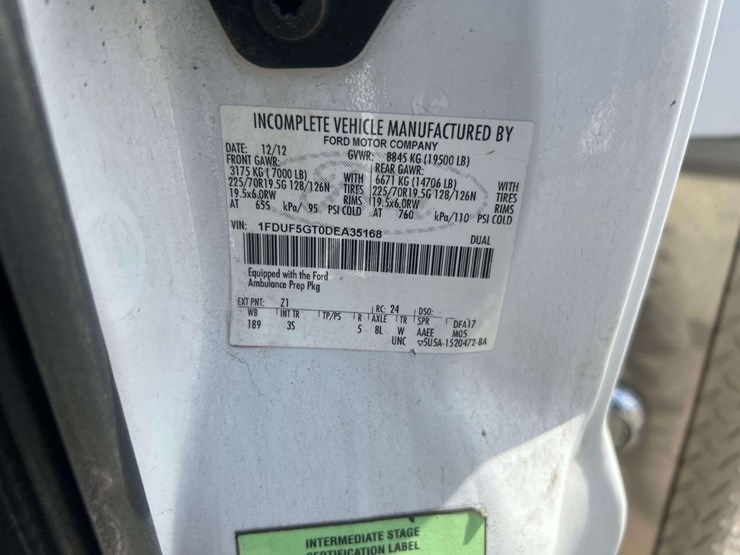 INCOMPLETE VEHICLE MANUFACTURED BY
FORD MOTOR COMPANY
DATE: 12/12 GVWR: 8845 KG (19500 LB)
FRONT GAWR: REAR GAWR:
3175 KG (7000 LB) WITH 6671 KG (14706 LB) WITH
225/70R19.5G 128/126N TIRES 225/70R19.5G 128/126N TIRES
19.5x6.0RW RIMS 19.5x6.0RW RIMS
AT 655 kPa/ 95 PSI COLD AT 760 kPa/110 PSI COLD
VIN: 1FDUF5GT0DEA35168 DUAL
Equipped with the Ford
Ambulance Prep Pkg
EXT PNT: Z1 RC: 24 DSO:
WB INT TR TP/PS R AXLE TR SPR DFA17
189 3S 5 8L W AAEE M05
UNC ▽5USA-1520472-BA
INTERMEDIATE STAGE
CERTIFICATION LABEL